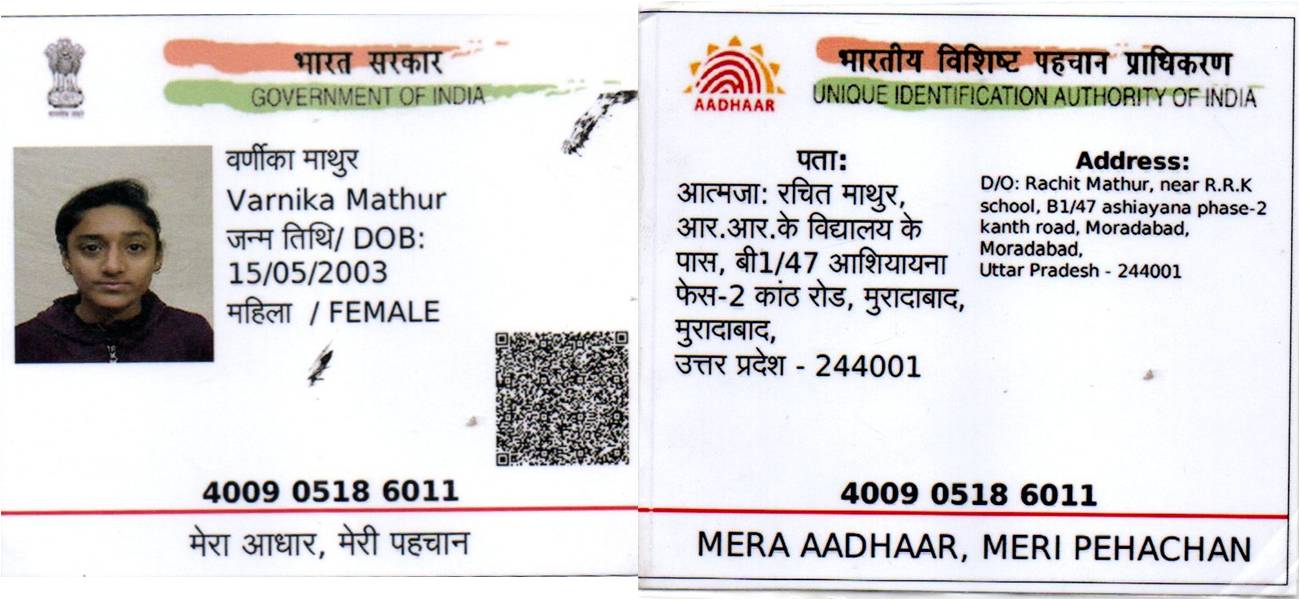 भारत सरकार
GOVERNMENT OF INDIA
वर्णीका माथुर
Varnika Mathur
जन्म तिथि/ DOB:
15/05/2003
महिला / FEMALE
4009 0518 6011
मेरा आधार, मेरी पहचान
भारतीय विशिष्ट पहचान प्राधिकरण
UNIQUE IDENTIFICATION AUTHORITY OF INDIA
AADHAAR
पता:
आत्मजा: रचित माथुर,
आर.आर.के विद्यालय के
पास, बी1/47 आशियायना
फेस-2 कांठ रोड, मुरादाबाद,
मुरादाबाद,
उत्तर प्रदेश - 244001
Address:
D/O: Rachit Mathur, near R.R.K
school, B1/47 ashiayana phase-2
kanth road, Moradabad,
Moradabad,
Uttar Pradesh - 244001
4009 0518 6011
MERA AADHAAR, MERI PEHACHAN